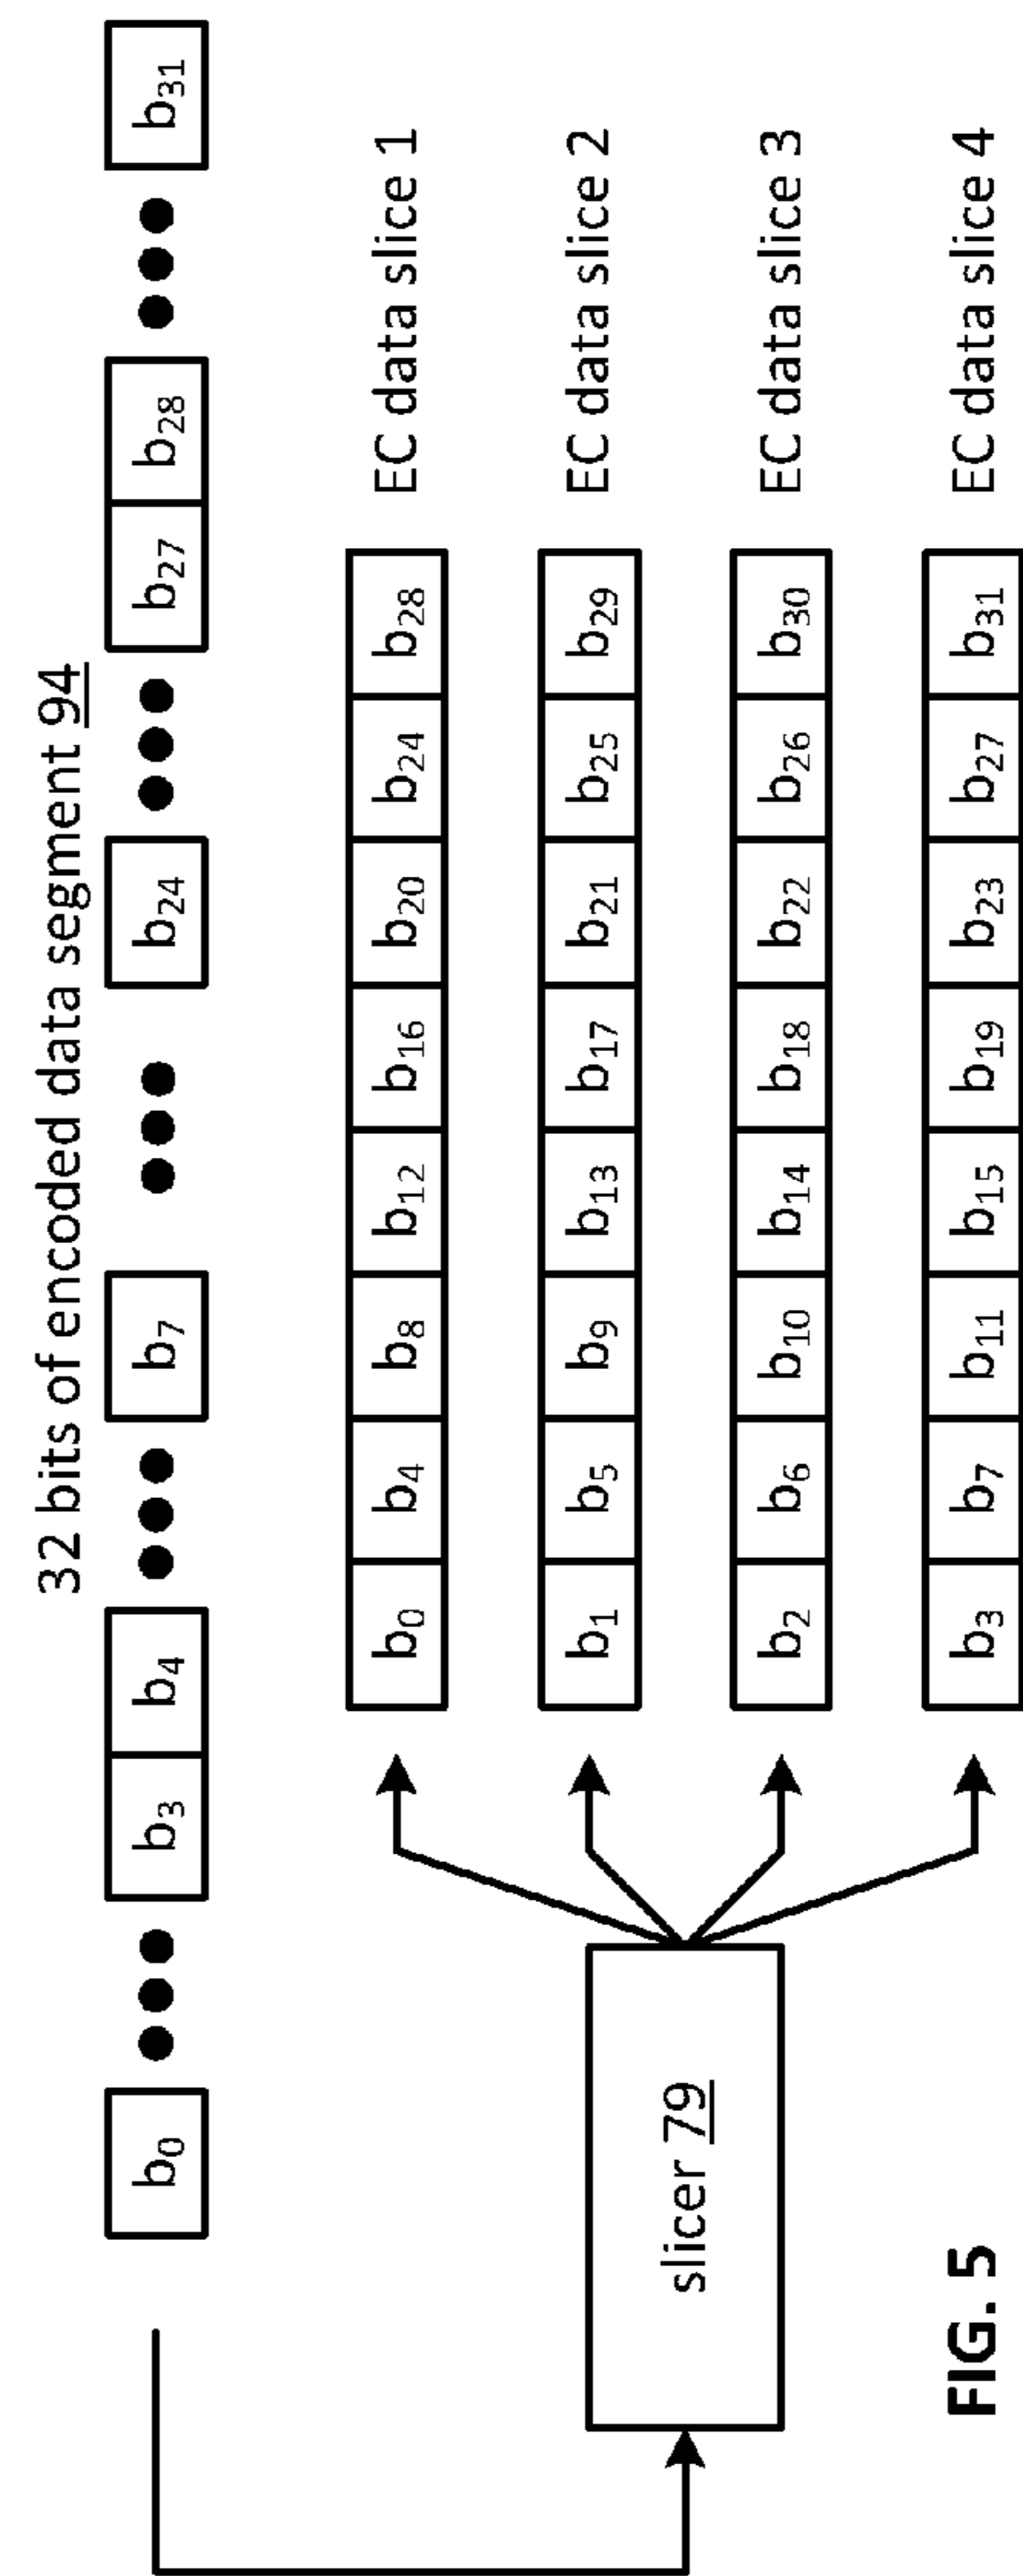 32 bits of encoded data segment 94
b0 b3 b4 b7 b24 b27 b28 b31
slicer 79
b0 b4 b8 b12 b16 b20 b24 b28 EC data slice 1
b1 b5 b9 b13 b17 b21 b25 b29 EC data slice 2
b2 b6 b10 b14 b18 b22 b26 b30 EC data slice 3
b3 b7 b11 b15 b19 b23 b27 b31 EC data slice 4
FIG. 5